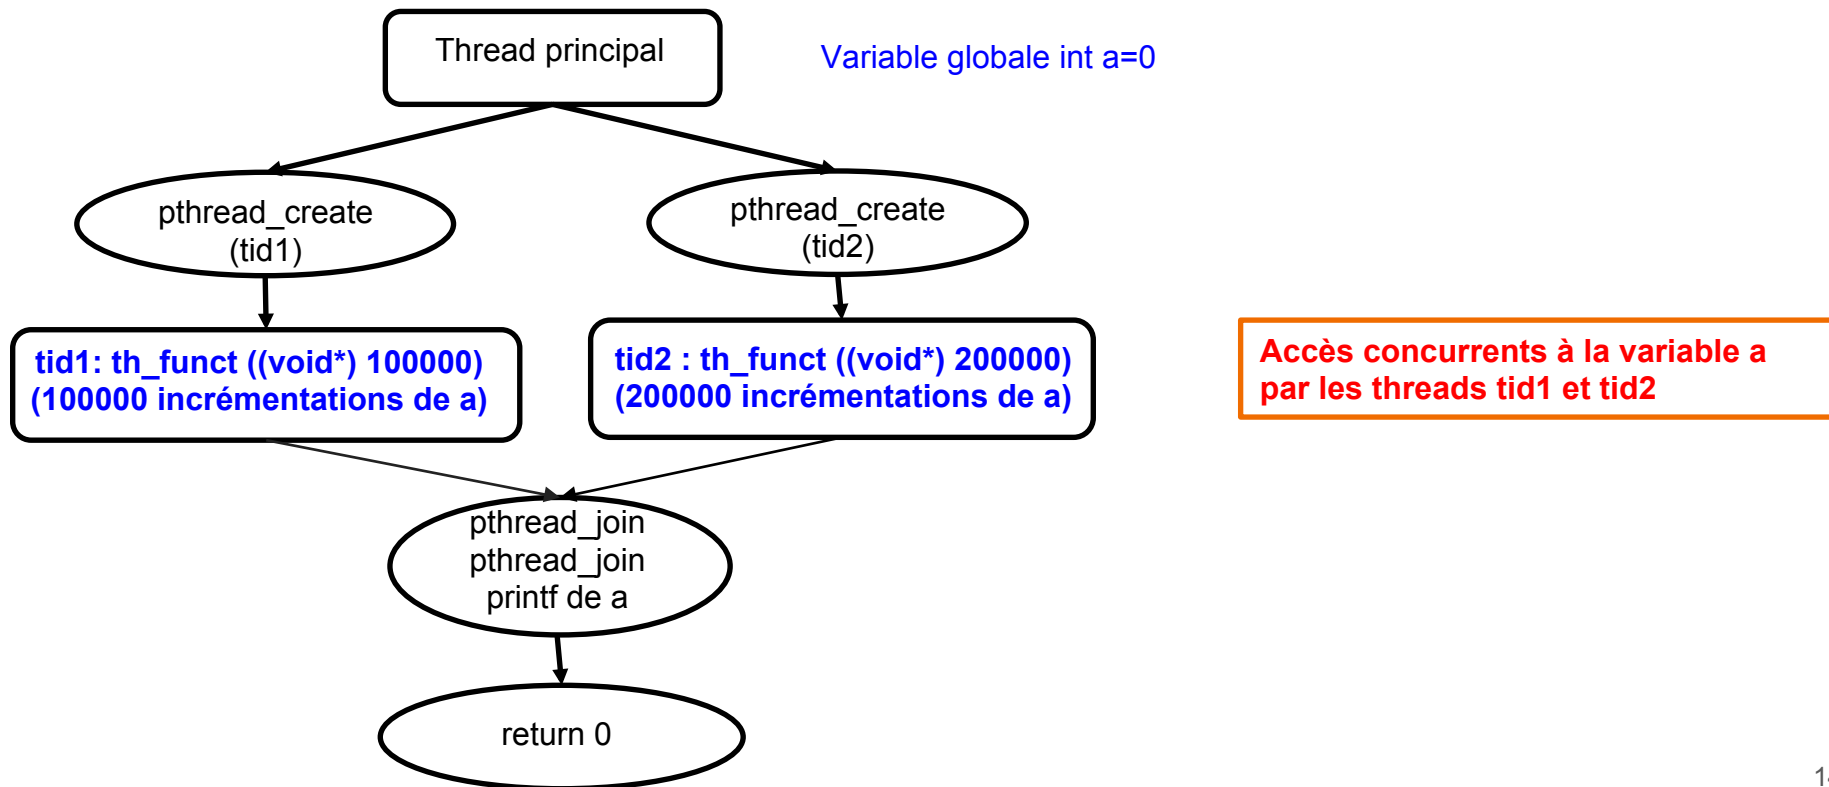 Thread principal
Variable globale int a=0
pthread_create
(tid1)
pthread_create
(tid2)
tid1: th_funct ((void*) 100000)
(100000 incrémentations de a)
tid2 : th_funct ((void*) 200000)
(200000 incrémentations de a)
Accès concurrents à la variable a
par les threads tid1 et tid2
pthread_join
pthread_join
printf de a
return 0